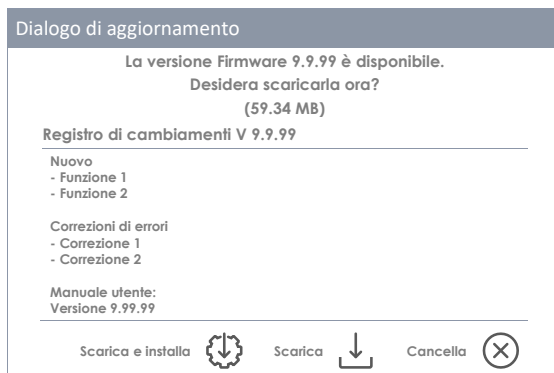 Dialogo di aggiornamento
La versione Firmware 9.9.99 è disponibile.
Desidera scaricarla ora?
(59.34 MB)
Registro di cambiamenti V 9.9.99
Nuovo
- Funzione 1
- Funzione 2
Correzioni di errori
- Correzione 1
- Correzione 2
Manuale utente:
Versione 9.99.99
Scarica e installa Scarica Cancella